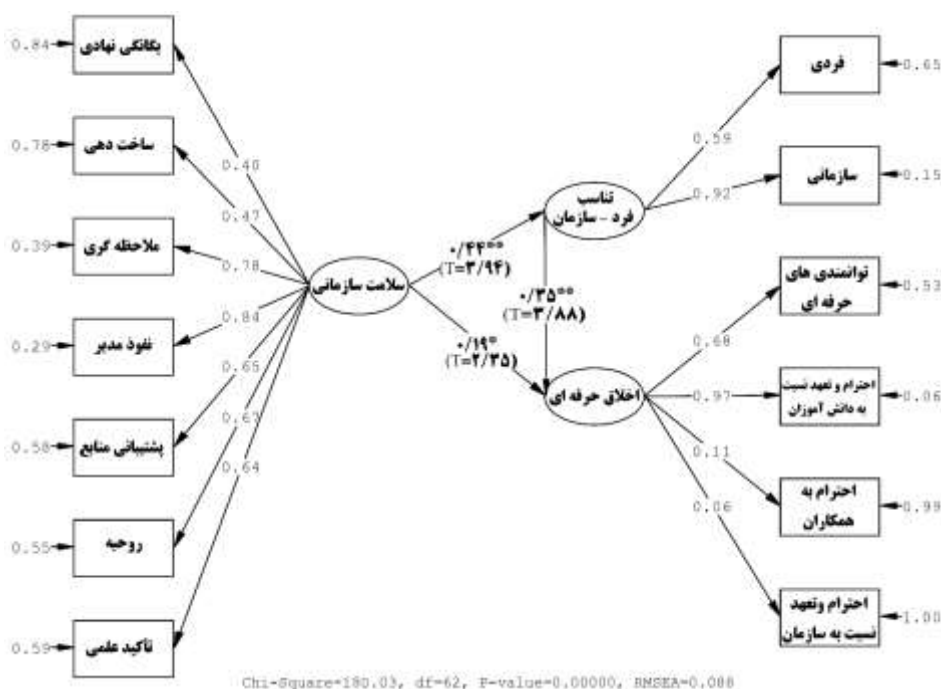 0.84
یگانگی نهادی
0.78
ساخت دهی
0.39
ملاحظه گری
0.29
نفوذ مدیر
0.58
پشتیبانی منابع
0.55
روحیه
0.59
تأکید علمی
0.40
0.47
0.78
0.84
0.65
0.67
0.64
سلامت سازمانی
۰/۴۴**
(T=۳/۹۴)
۰/۱۹*
(T=۲/۳۵)
تناسب
فرد - سازمان
۰/۳۵**
(T=۳/۸۸)
اخلاق حرفه ای
0.59
0.92
0.68
0.97
0.11
0.06
فردی
0.65
سازمانی
0.15
توانمندی های
حرفه ای
0.53
احترام و تعهد نسبت
به دانش آموزان
0.06
احترام به
همکاران
0.99
احترام وتعهد
نسبت به سازمان
1.00
Chi-Square=180.03, df=62, P-value=0.00000, RMSEA=0.088